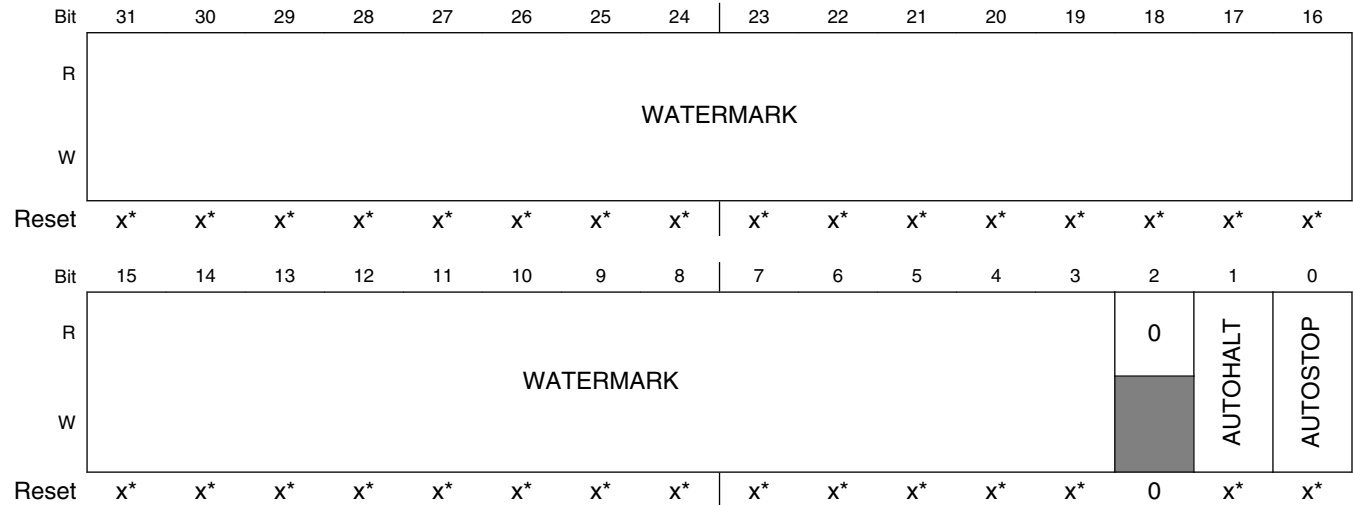 Bit 31 30 29 28 27 26 25 24 23 22 21 20 19 18 17 16
R
WATERMARK
W
Reset x* x* x* x* x* x* x* x* x* x* x* x* x* x* x* x*
Bit 15 14 13 12 11 10 9 8 7 6 5 4 3 2 1 0
R 0
WATERMARK AUTOHALT AUTOSTOP
W
Reset x* x* x* x* x* x* x* x* x* x* x* x* x* 0 x* x*